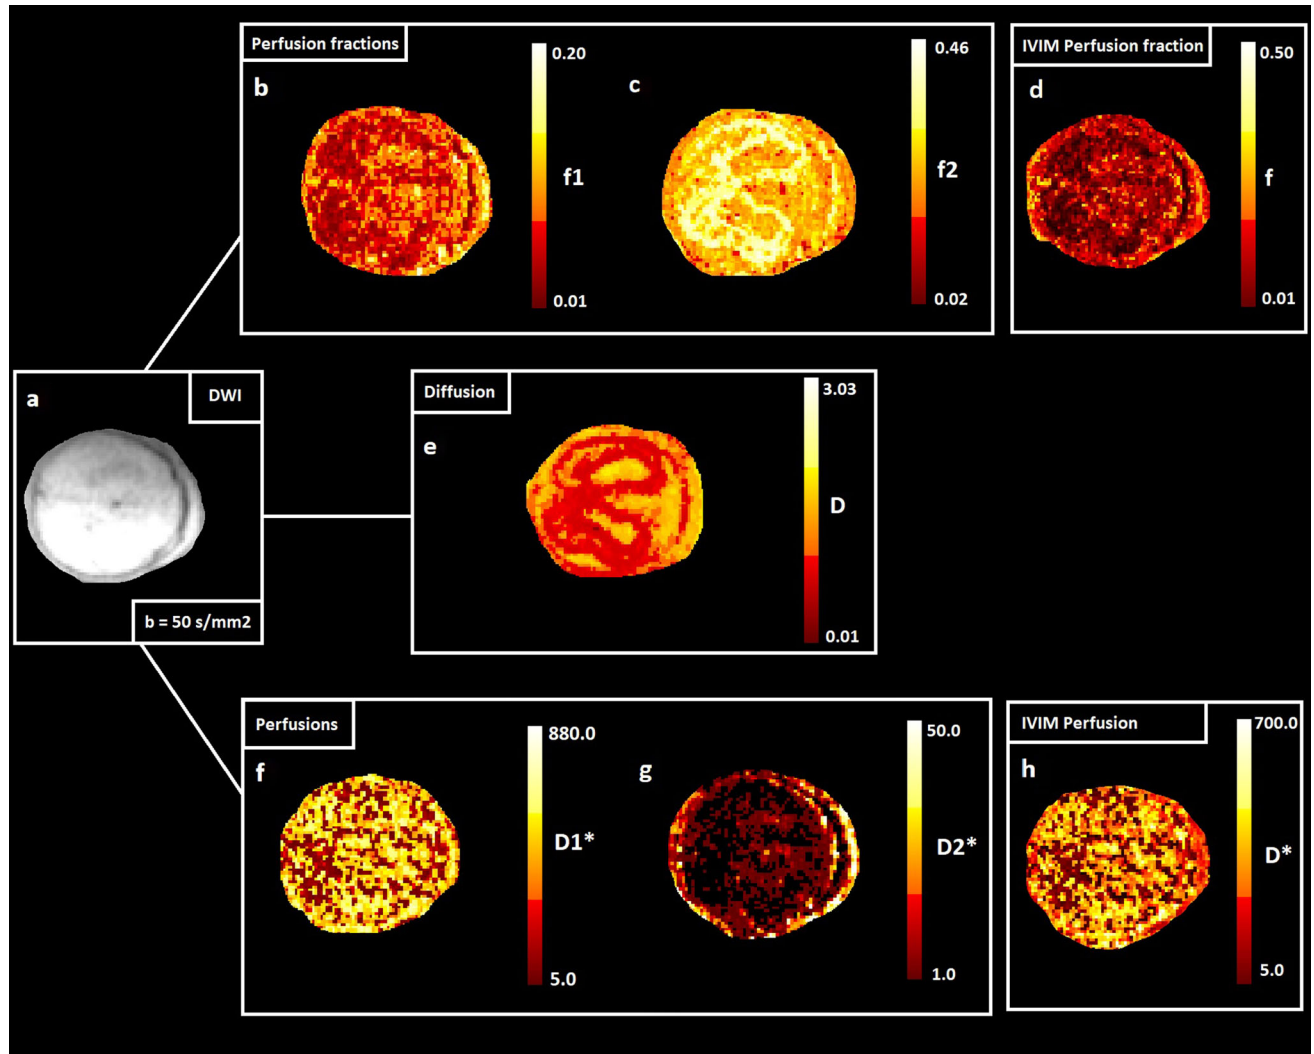 Perfusion fractions
b
0.20
f1
0.01
c
0.46
f2
0.02
IVIM Perfusion fraction
d
0.50
f
0.01
a
DWI
b = 50 s/mm2
Diffusion
e
3.03
D
0.01
Perfusions
f
880.0
D1*
5.0
g
50.0
D2*
1.0
IVIM Perfusion
h
700.0
D*
5.0